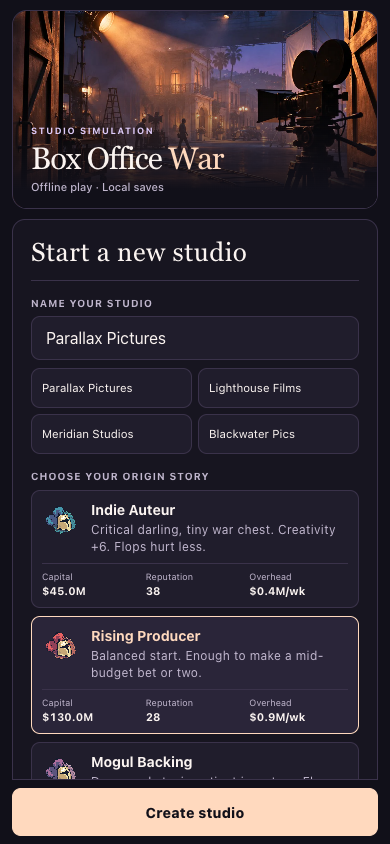 STUDIO SIMULATION
Box Office War
Offline play · Local saves
Start a new studio
NAME YOUR STUDIO
Parallax Pictures
Parallax Pictures
Lighthouse Films
Meridian Studios
Blackwater Pics
CHOOSE YOUR ORIGIN STORY
Indie Auteur
Critical darling, tiny war chest. Creativity
+6. Flops hurt less.
Capital
Reputation
Overhead
$45.0M
38
$0.4M/wk
Rising Producer
Balanced start. Enough to make a mid-
budget bet or two.
Capital
Reputation
Overhead
$130.0M
28
$0.9M/wk
Mogul Backing
Create studio